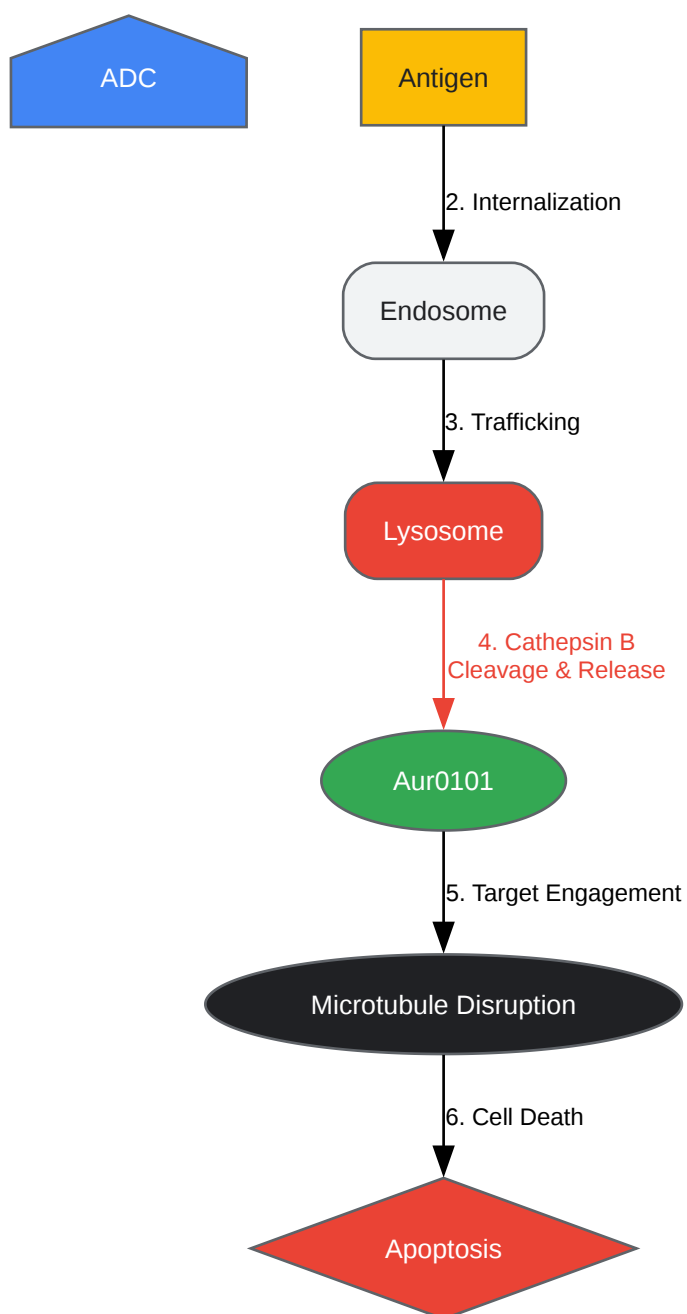 ADC
Antigen
2. Internalization
Endosome
3. Trafficking
Lysosome
4. Cathepsin B
Cleavage & Release
Aur0101
5. Target Engagement
Microtubule Disruption
6. Cell Death
Apoptosis